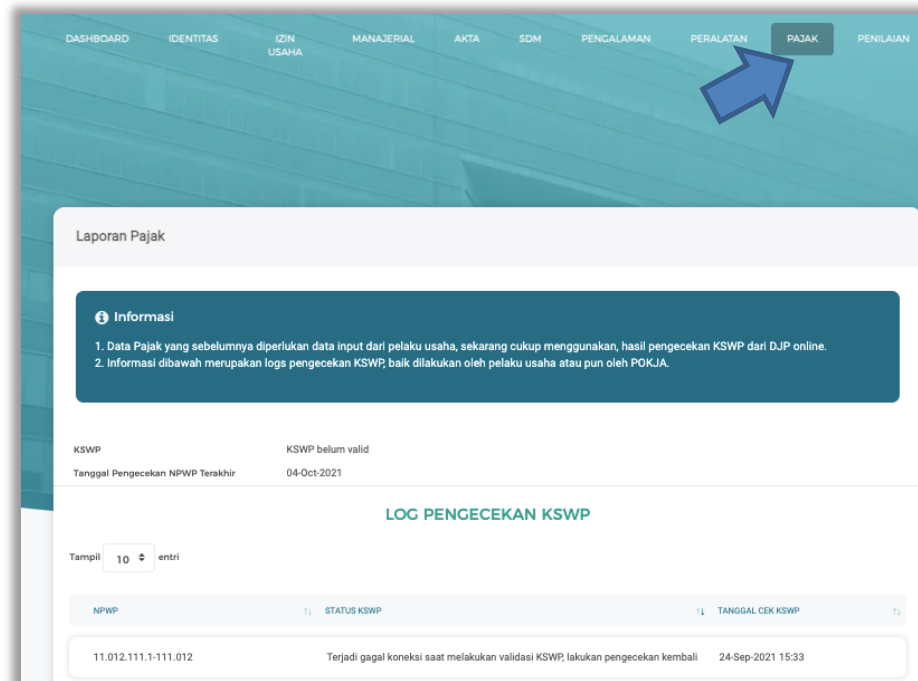 DASHBOARD IDENTITAS IZIN USAHA MANAJERIAL AKTA SDM PENGALAMAN PERALATAN PAJAK PENILAIAN
Laporan Pajak
Informasi
1. Data Pajak yang sebelumnya diperlukan data input dari pelaku usaha, sekarang cukup menggunakan, hasil pengecekan KSWP dari DJP online.
2. Informasi dibawah merupakan logs pengecekan KSWP, baik dilakukan oleh pelaku usaha atau pun oleh POKJA.
KSWP KSWP belum valid
Tanggal Pengecekan NPWP Terakhir 04-Oct-2021
LOG PENGECEKAN KSWP
Tampil 10 entri
NPWP STATUS KSWP TANGGAL CEK KSWP
11.012.111.1-111.012 Terjadi gagal koneksi saat melakukan validasi KSWP, lakukan pengecekan kembali 24-Sep-2021 15:33